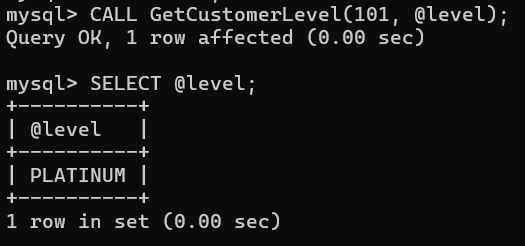 mysql> CALL GetCustomerLevel(101, @level);
Query OK, 1 row affected (0.00 sec)
mysql> SELECT @level;
+----------+
| @level   |
+----------+
| PLATINUM |
+----------+
1 row in set (0.00 sec)